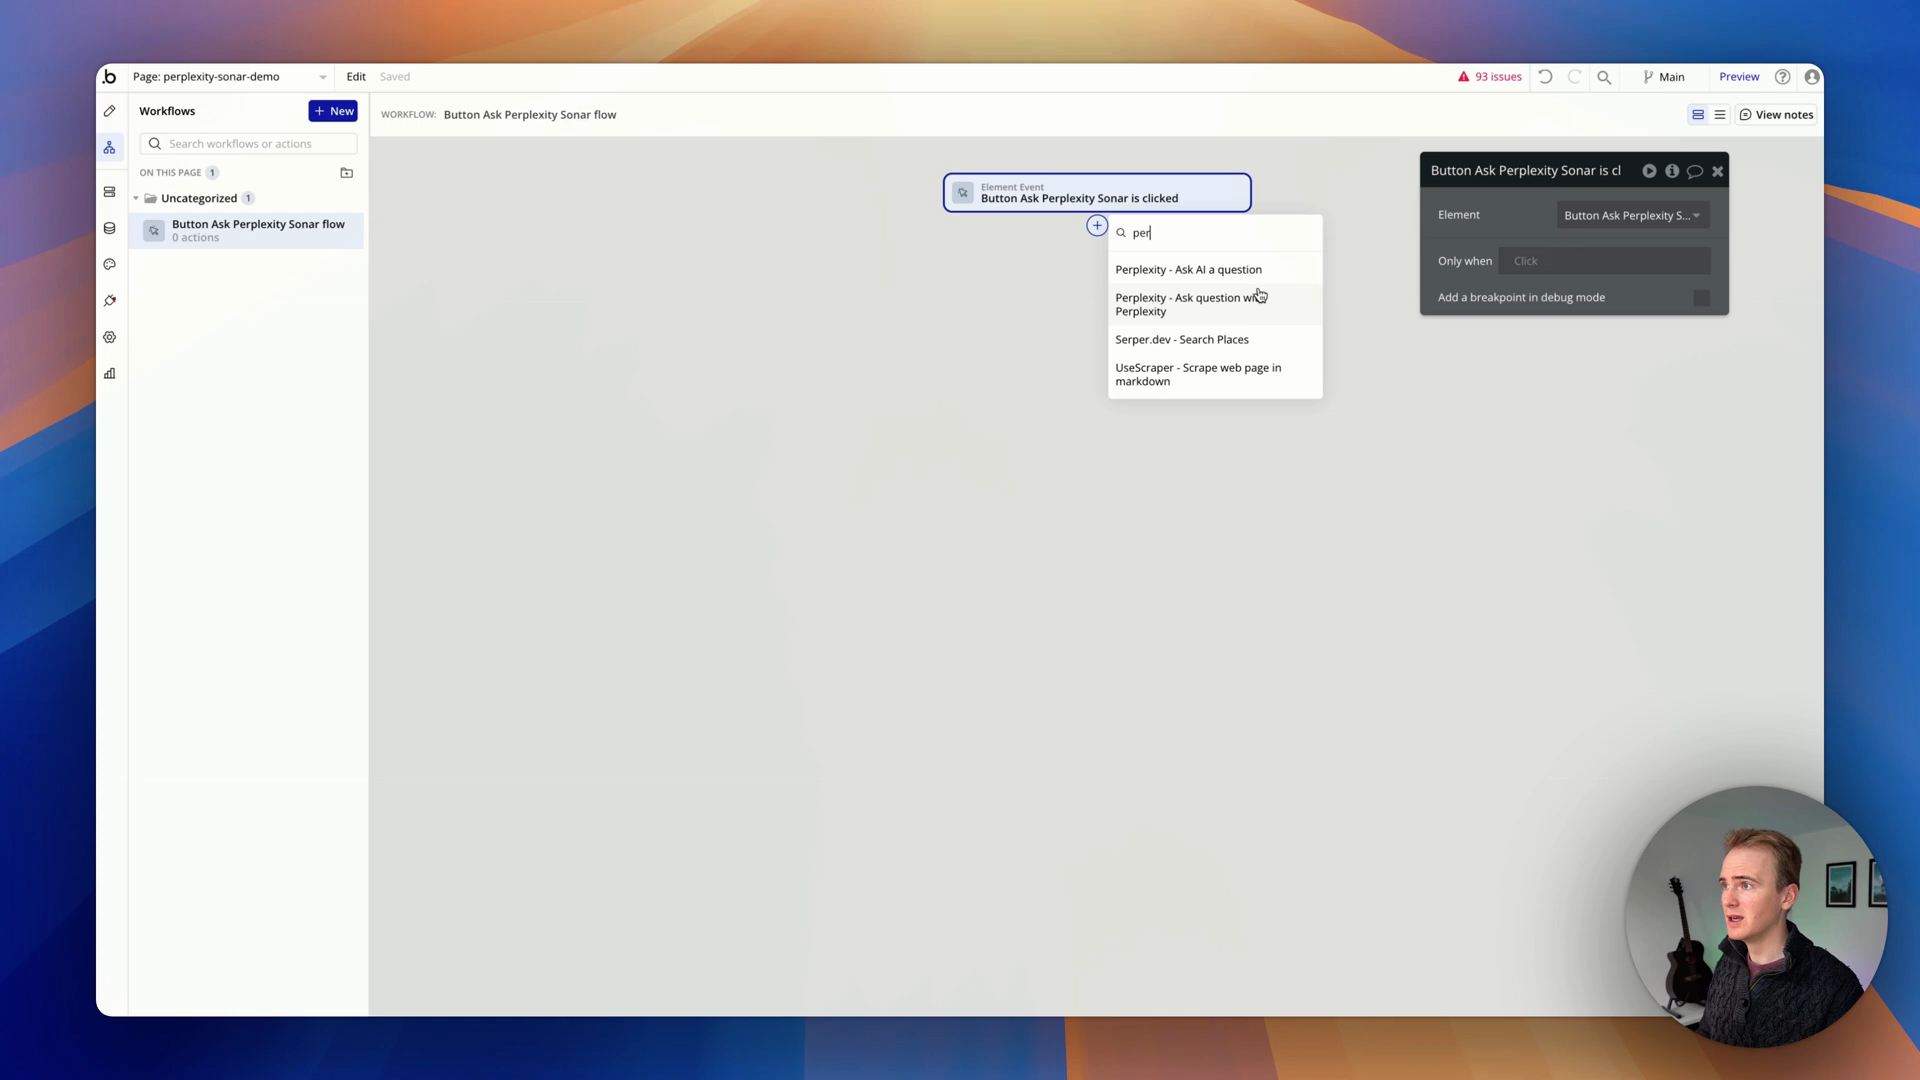 .b
Page: perplexity-sonar-demo
Edit
Saved
93 issues
Main
Preview
Workflows
+ New
WORKFLOW: Button Ask Perplexity Sonar flow
View notes
Search workflows or actions
ON THIS PAGE 1
Uncategorized 1
Button Ask Perplexity Sonar flow
0 actions
Element Event
Button Ask Perplexity Sonar is clicked
per
Perplexity - Ask AI a question
Perplexity - Ask question wi
Perplexity
Serper.dev - Search Places
UseScraper - Scrape web page in
markdown
Button Ask Perplexity Sonar is cl
Element
Button Ask Perplexity S...
Only when
Click
Add a breakpoint in debug mode